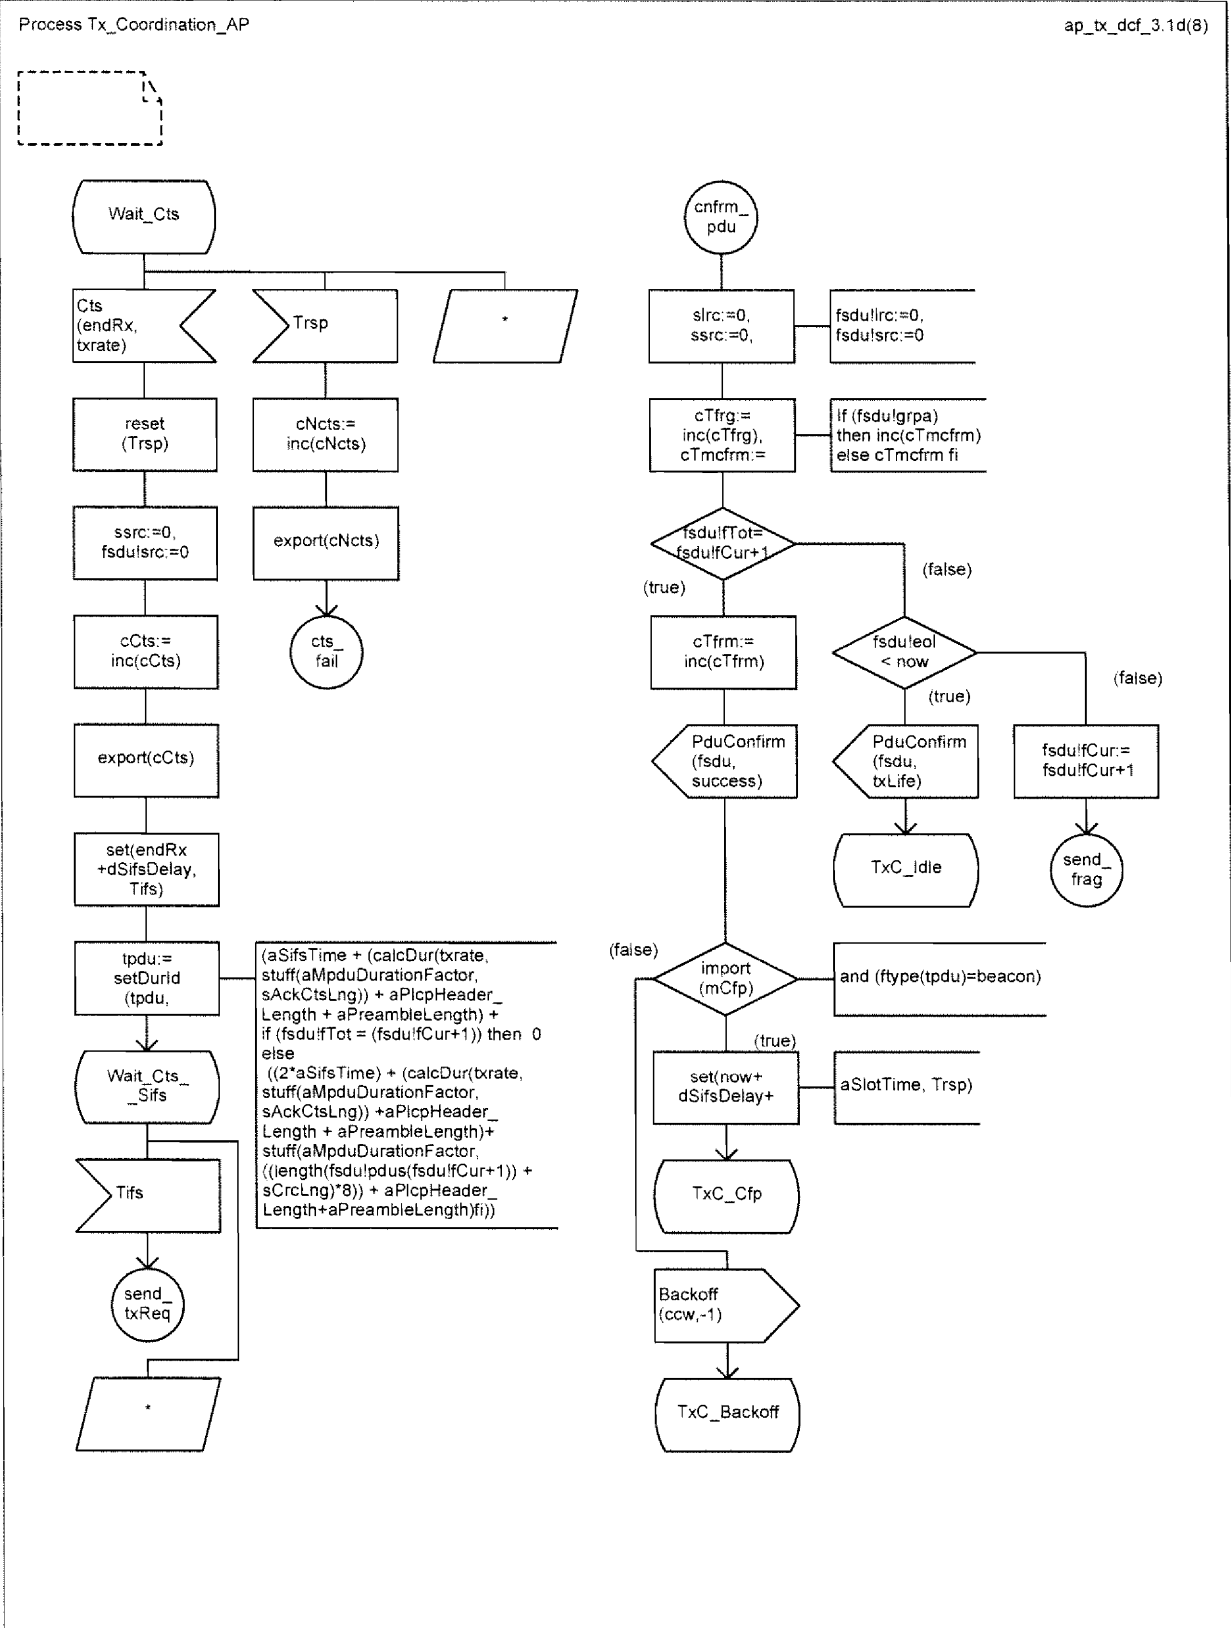 Process Tx_Coordination_AP
ap_tx_dcf_3.1d(8)
Wait_Cts
Cts
(endRx,
txrate)
Trsp
*
reset
(Trsp)
cNcts:=
inc(cNcts)
ssrc:=0,
fsdu!src:=0
export(cNcts)
cCts:=
inc(cCts)
cts_
fail
export(cCts)
set(endRx
+dSifsDelay,
Tifs)
tpdu:=
setDurId
(tpdu,
(aSifsTime + (calcDur(txrate,
stuff(aMpduDurationFactor,
sAckCtsLng)) + aPlcpHeader_
Length + aPreambleLength) +
if (fsdu!fTot = (fsdu!fCur+1)) then 0
else
((2*aSifsTime) + (calcDur(txrate,
stuff(aMpduDurationFactor,
sAckCtsLng)) +aPlcpHeader_
Length + aPreambleLength)+
stuff(aMpduDurationFactor,
((length(fsdu!pdus(fsdu!fCur+1)) +
sCrcLng)*8)) + aPlcpHeader_
Length+aPreambleLength)fi))
Wait_Cts_
_Sifs
Tifs
send_
txReq
*
cnfrm_
pdu
slrc:=0,
ssrc:=0,
fsdu!lrc:=0,
fsdu!src:=0
cTfrg:=
inc(cTfrg),
cTmcfrm:=
if (fsdu!grpa)
then inc(cTmcfrm)
else cTmcfrm fi
fsdu!fTot=
fsdu!fCur+1
(false)
(true)
cTfrm:=
inc(cTfrm)
fsdu!eol
< now
(false)
(true)
PduConfirm
(fsdu,
success)
PduConfirm
(fsdu,
txLife)
fsdu!fCur:=
fsdu!fCur+1
TxC_Idle
send_
frag
(false)
import
(mCfp)
and (ftype(tpdu)=beacon)
(true)
set(now+
dSifsDelay+
aSlotTime, Trsp)
TxC_Cfp
Backoff
(ccw,-1)
TxC_Backoff